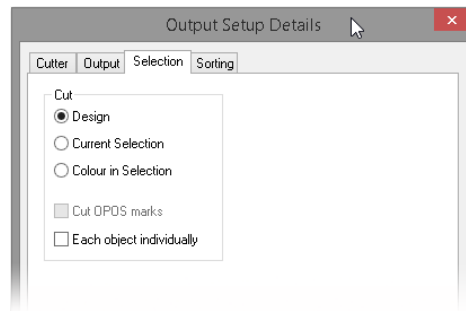 Output Setup Details
Cutter Output Selection Sorting
Cut
Design
Current Selection
Colour in Selection
Cut OPOS marks
Each object individually